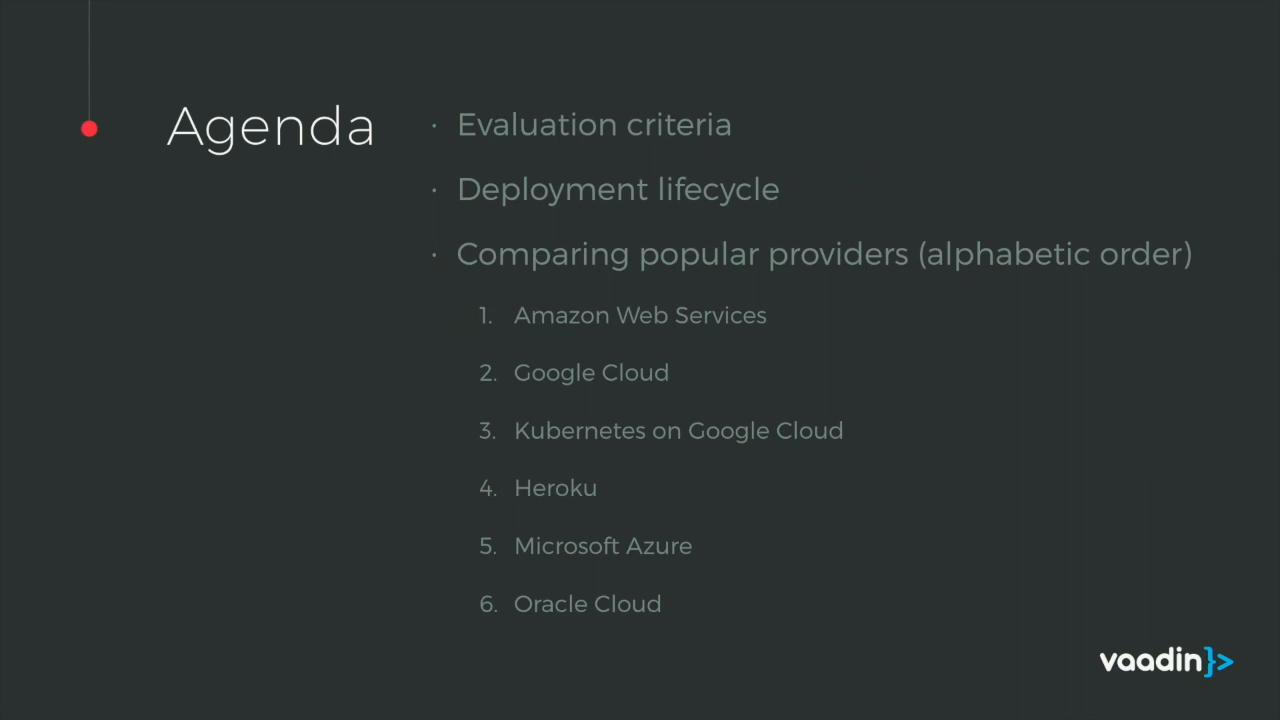 Agenda
· Evaluation criteria
· Deployment lifecycle
· Comparing popular providers (alphabetic order)
1. Amazon Web Services
2. Google Cloud
3. Kubernetes on Google Cloud
4. Heroku
5. Microsoft Azure
6. Oracle Cloud
vaadin}>